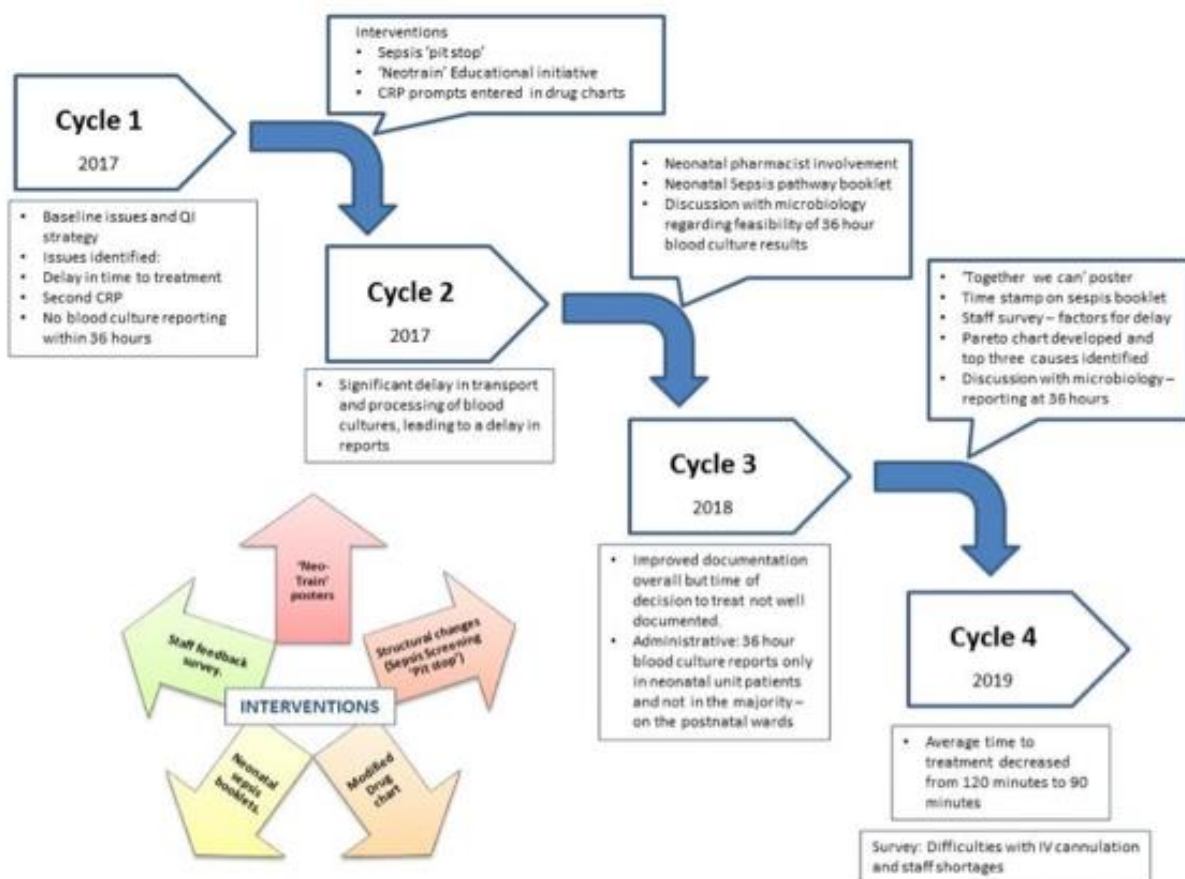 Interventions
• Sepsis 'pit stop'
• 'Neotrain' Educational initiative
• CRP prompts entered in drug charts
Cycle 1
2017
• Baseline issues and QI
strategy
• Issues identified:
• Delay in time to treatment
• Second CRP
• No blood culture reporting
within 36 hours
• Neonatal pharmacist involvement
• Neonatal Sepsis pathway booklet
• Discussion with microbiology
regarding feasibility of 36 hour
blood culture results
Cycle 2
2017
• Significant delay in transport
and processing of blood
cultures, leading to a delay in
reports
• 'Together we can' poster
• Time stamp on sespis booklet
• Staff survey – factors for delay
• Pareto chart developed and
top three causes identified
• Discussion with microbiology –
reporting at 36 hours
Cycle 3
2018
• Improved documentation
overall but time of
decision to treat not well
documented.
• Administrative: 36 hour
blood culture reports only
in neonatal unit patients
and not in the majority –
on the postnatal wards
Cycle 4
2019
• Average time to
treatment decreased
from 120 minutes to 90
minutes
Survey: Difficulties with IV cannulation
and staff shortages
'Neo-
Train'
posters
Structural changes
(Sepsis Screening
'Pit stop')
Staff feedback
survey.
INTERVENTIONS
Neonatal
sepsis
booklets.
Modified
Drug
chart